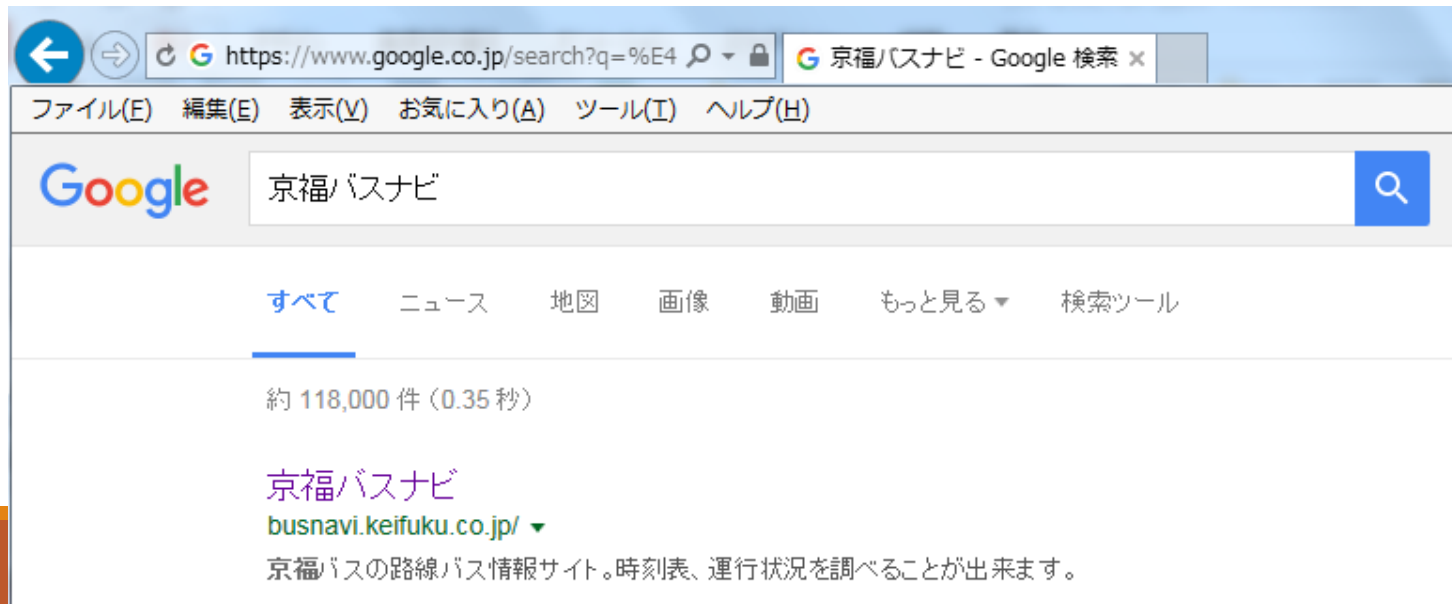 https://www.google.co.jp/search?q=%E4
京福バスナビ - Google 検索
ファイル(F) 編集(E) 表示(V) お気に入り(A) ツール(T) ヘルプ(H)
Google 京福バスナビ
すべて ニュース 地図 画像 動画 もっと見る 検索ツール
約 118,000 件 (0.35 秒)
京福バスナビ
busnavi.keifuku.co.jp/
京福バスの路線バス情報サイト。時刻表、運行状況を調べることが出来ます。